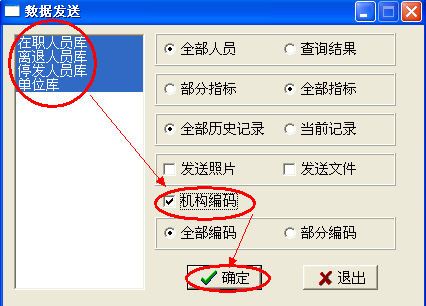 数据发送
在职人员库
离退人员库
停发人员库
单位库
全部人员 查询结果
部分指标 全部指标
全部历史记录 当前记录
发送照片 发送文件
机构编码
全部编码 部分编码
确定 退出